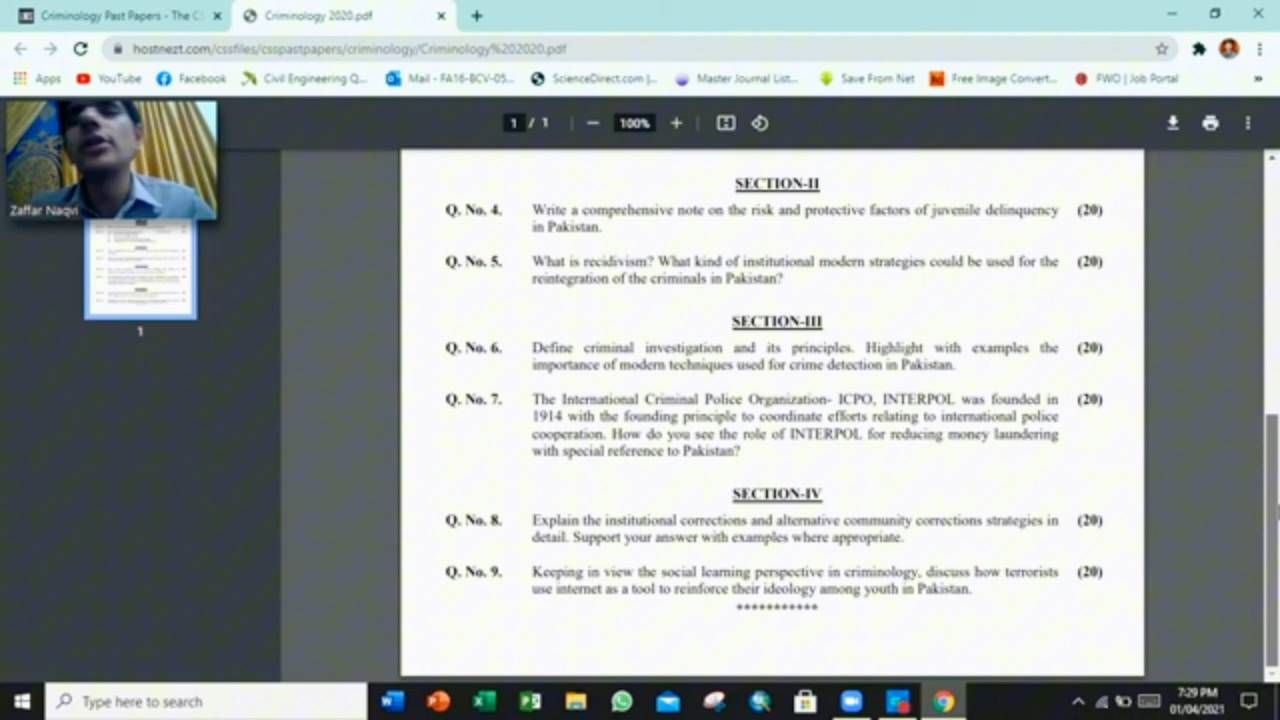 Criminology Past Papers - The C
Criminology 2020.pdf
hostnezt.com/cssfiles/csspastpapers/criminology/Criminology%202020.pdf
Apps
YouTube
Facebook
Civil Engineering Q...
Mail - FA16-BCV-05...
ScienceDirect.com |...
Master Journal List...
Save From Net
Free Image Convert...
FWO | Job Portal
»
1 / 1
100%
Zaffar Naqvi
1
SECTION-II
Q. No. 4. Write a comprehensive note on the risk and protective factors of juvenile delinquency (20)
in Pakistan.
Q. No. 5. What is recidivism? What kind of institutional modern strategies could be used for the (20)
reintegration of the criminals in Pakistan?
SECTION-III
Q. No. 6. Define criminal investigation and its principles. Highlight with examples the (20)
importance of modern techniques used for crime detection in Pakistan.
Q. No. 7. The International Criminal Police Organization- ICPO, INTERPOL was founded in (20)
1914 with the founding principle to coordinate efforts relating to international police
cooperation. How do you see the role of INTERPOL for reducing money laundering
with special reference to Pakistan?
SECTION-IV
Q. No. 8. Explain the institutional corrections and alternative community corrections strategies in (20)
detail. Support your answer with examples where appropriate.
Q. No. 9. Keeping in view the social learning perspective in criminology, discuss how terrorists (20)
use internet as a tool to reinforce their ideology among youth in Pakistan.
***********
Type here to search
7:29 PM
01/04/2021